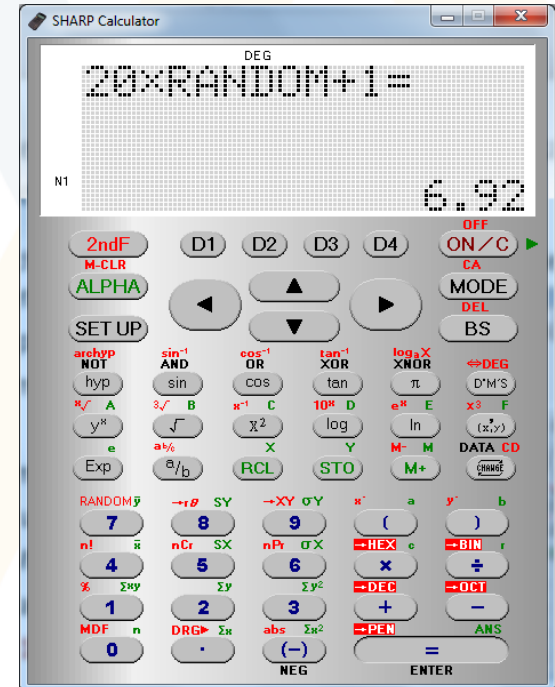 SHARP Calculator
DEG
20×RANDOM+1=
N1
6.92
OFF
2ndF D1 D2 D3 D4 ON/C
M-CLR CA
ALPHA MODE
DEL
SET UP BS
archyp sin⁻¹ cos⁻¹ tan⁻¹ log₂X
NOT AND OR XOR XNOR ⇔DEG
hyp sin cos tan π D°M'S
ˣ√ A ³√ B x⁻¹ C 10ˣ D eˣ E x³ F
yˣ √ X² log ln (x,y)
e a b/c X Y M- M DATA CD
Exp a/b RCL STO M+ CHANGE
RANDOM ȳ →rθ SY →XY σY x' a y' b
7 8 9 ( )
n! x̄ nCr SX nPr σX →HEX c →BIN r
4 5 6 × ÷
% Σxy Σy Σy² →DEC →OCT
1 2 3 + −
MDF n DRG► Σx abs Σx² →PEN ANS
0 · (−) =
NEG ENTER